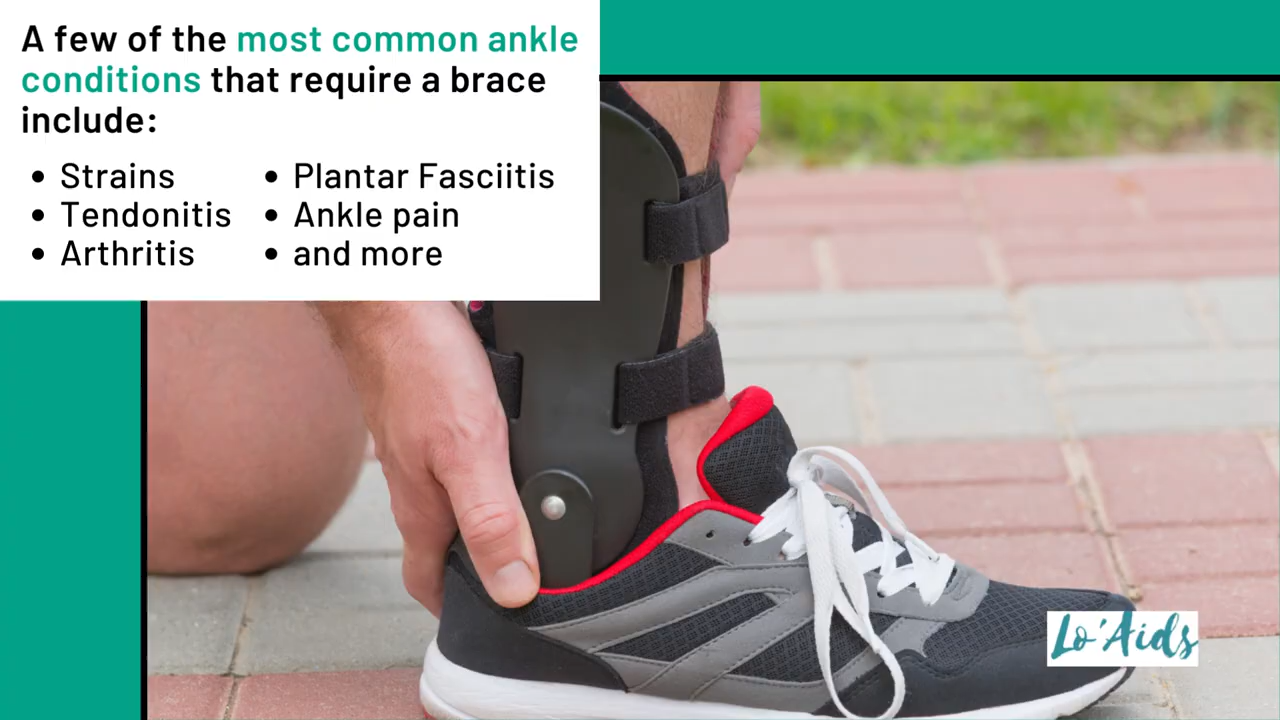 A few of the most common ankle
conditions that require a brace
include:
• Strains
• Tendonitis
• Arthritis
• Plantar Fasciitis
• Ankle pain
• and more
Lo'Aids